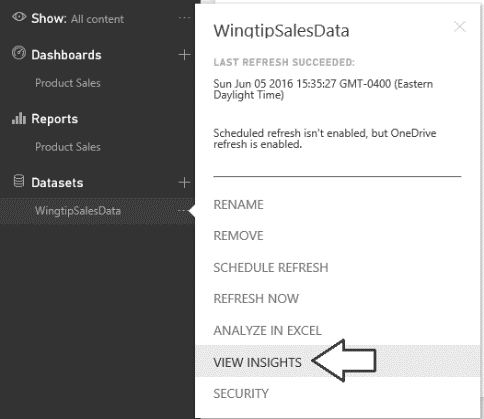 Show: All content ...
Dashboards +
Product Sales
Reports
Product Sales
Datasets +
WingtipSalesData ...
WingtipSalesData
LAST REFRESH SUCCEEDED:
Sun Jun 05 2016 15:35:27 GMT-0400 (Eastern
Daylight Time)
Scheduled refresh isn't enabled, but OneDrive
refresh is enabled.
RENAME
REMOVE
SCHEDULE REFRESH
REFRESH NOW
ANALYZE IN EXCEL
VIEW INSIGHTS
SECURITY